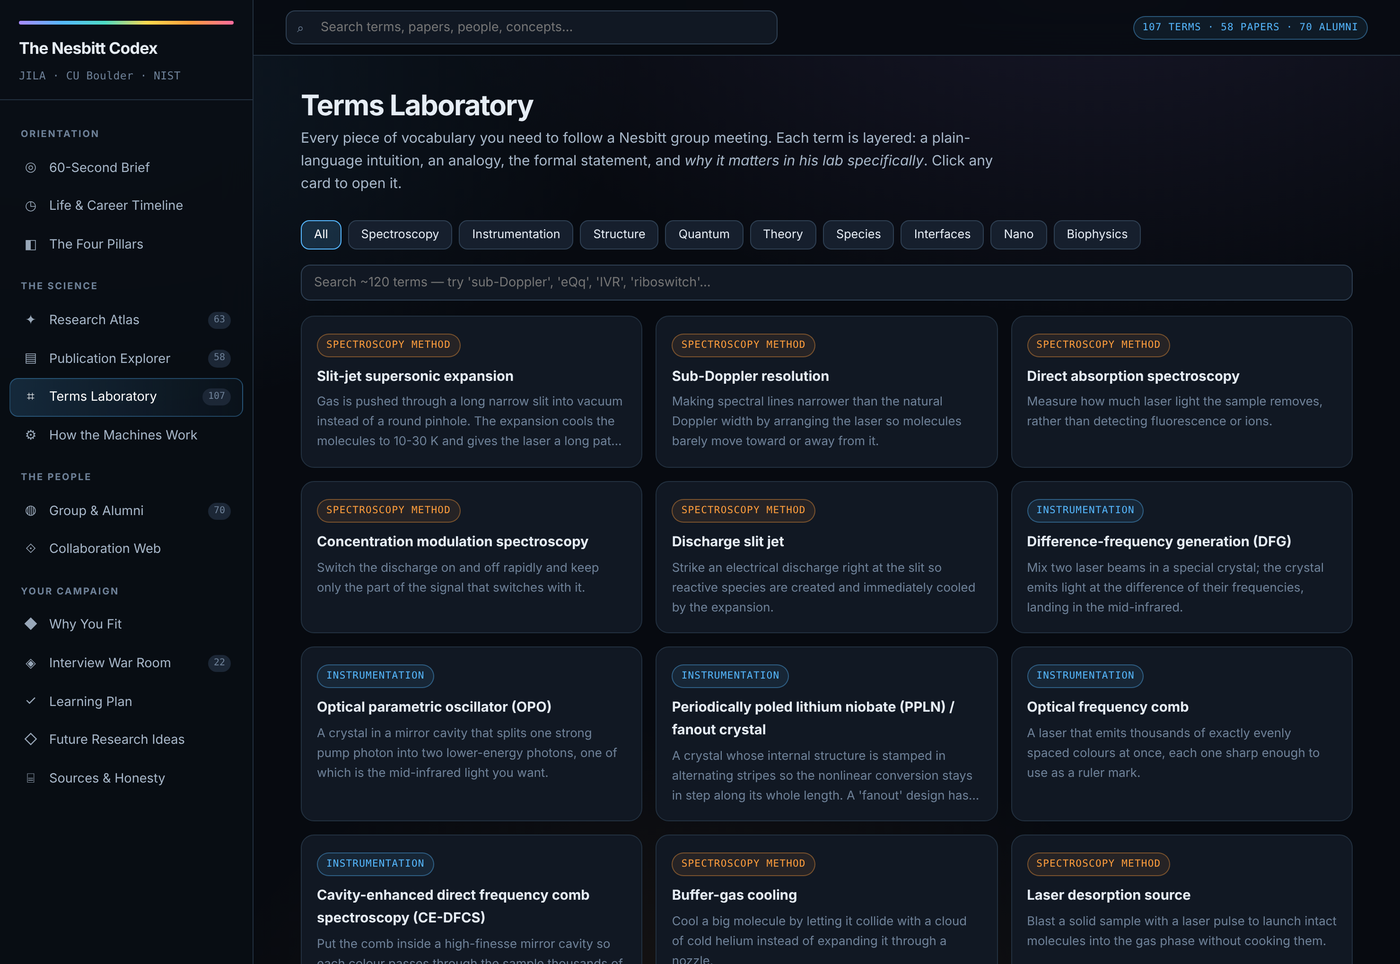 The Nesbitt Codex
JILA · CU Boulder · NIST
ORIENTATION
60-Second Brief
Life & Career Timeline
The Four Pillars
THE SCIENCE
Research Atlas 63
Publication Explorer 58
Terms Laboratory 107
How the Machines Work
THE PEOPLE
Group & Alumni 70
Collaboration Web
YOUR CAMPAIGN
Why You Fit
Interview War Room 22
Learning Plan
Future Research Ideas
Sources & Honesty
Search terms, papers, people, concepts...
107 TERMS · 58 PAPERS · 70 ALUMNI
Terms Laboratory
Every piece of vocabulary you need to follow a Nesbitt group meeting. Each term is layered: a plain-
language intuition, an analogy, the formal statement, and why it matters in his lab specifically. Click any
card to open it.
All Spectroscopy Instrumentation Structure Quantum Theory Species Interfaces Nano Biophysics
Search ~120 terms — try 'sub-Doppler', 'eQq', 'IVR', 'riboswitch'...
SPECTROSCOPY METHOD
Slit-jet supersonic expansion
Gas is pushed through a long narrow slit into vacuum
instead of a round pinhole. The expansion cools the
molecules to 10-30 K and gives the laser a long pat...
SPECTROSCOPY METHOD
Sub-Doppler resolution
Making spectral lines narrower than the natural
Doppler width by arranging the laser so molecules
barely move toward or away from it.
SPECTROSCOPY METHOD
Direct absorption spectroscopy
Measure how much laser light the sample removes,
rather than detecting fluorescence or ions.
SPECTROSCOPY METHOD
Concentration modulation spectroscopy
Switch the discharge on and off rapidly and keep
only the part of the signal that switches with it.
SPECTROSCOPY METHOD
Discharge slit jet
Strike an electrical discharge right at the slit so
reactive species are created and immediately cooled
by the expansion.
INSTRUMENTATION
Difference-frequency generation (DFG)
Mix two laser beams in a special crystal; the crystal
emits light at the difference of their frequencies,
landing in the mid-infrared.
INSTRUMENTATION
Optical parametric oscillator (OPO)
A crystal in a mirror cavity that splits one strong
pump photon into two lower-energy photons, one of
which is the mid-infrared light you want.
INSTRUMENTATION
Periodically poled lithium niobate (PPLN) /
fanout crystal
A crystal whose internal structure is stamped in
alternating stripes so the nonlinear conversion stays
in step along its whole length. A 'fanout' design has...
INSTRUMENTATION
Optical frequency comb
A laser that emits thousands of exactly evenly
spaced colours at once, each one sharp enough to
use as a ruler mark.
INSTRUMENTATION
Cavity-enhanced direct frequency comb
spectroscopy (CE-DFCS)
Put the comb inside a high-finesse mirror cavity so
each colour passes through the sample thousands of
SPECTROSCOPY METHOD
Buffer-gas cooling
Cool a big molecule by letting it collide with a cloud
of cold helium instead of expanding it through a
nozzle.
SPECTROSCOPY METHOD
Laser desorption source
Blast a solid sample with a laser pulse to launch intact
molecules into the gas phase without cooking them.